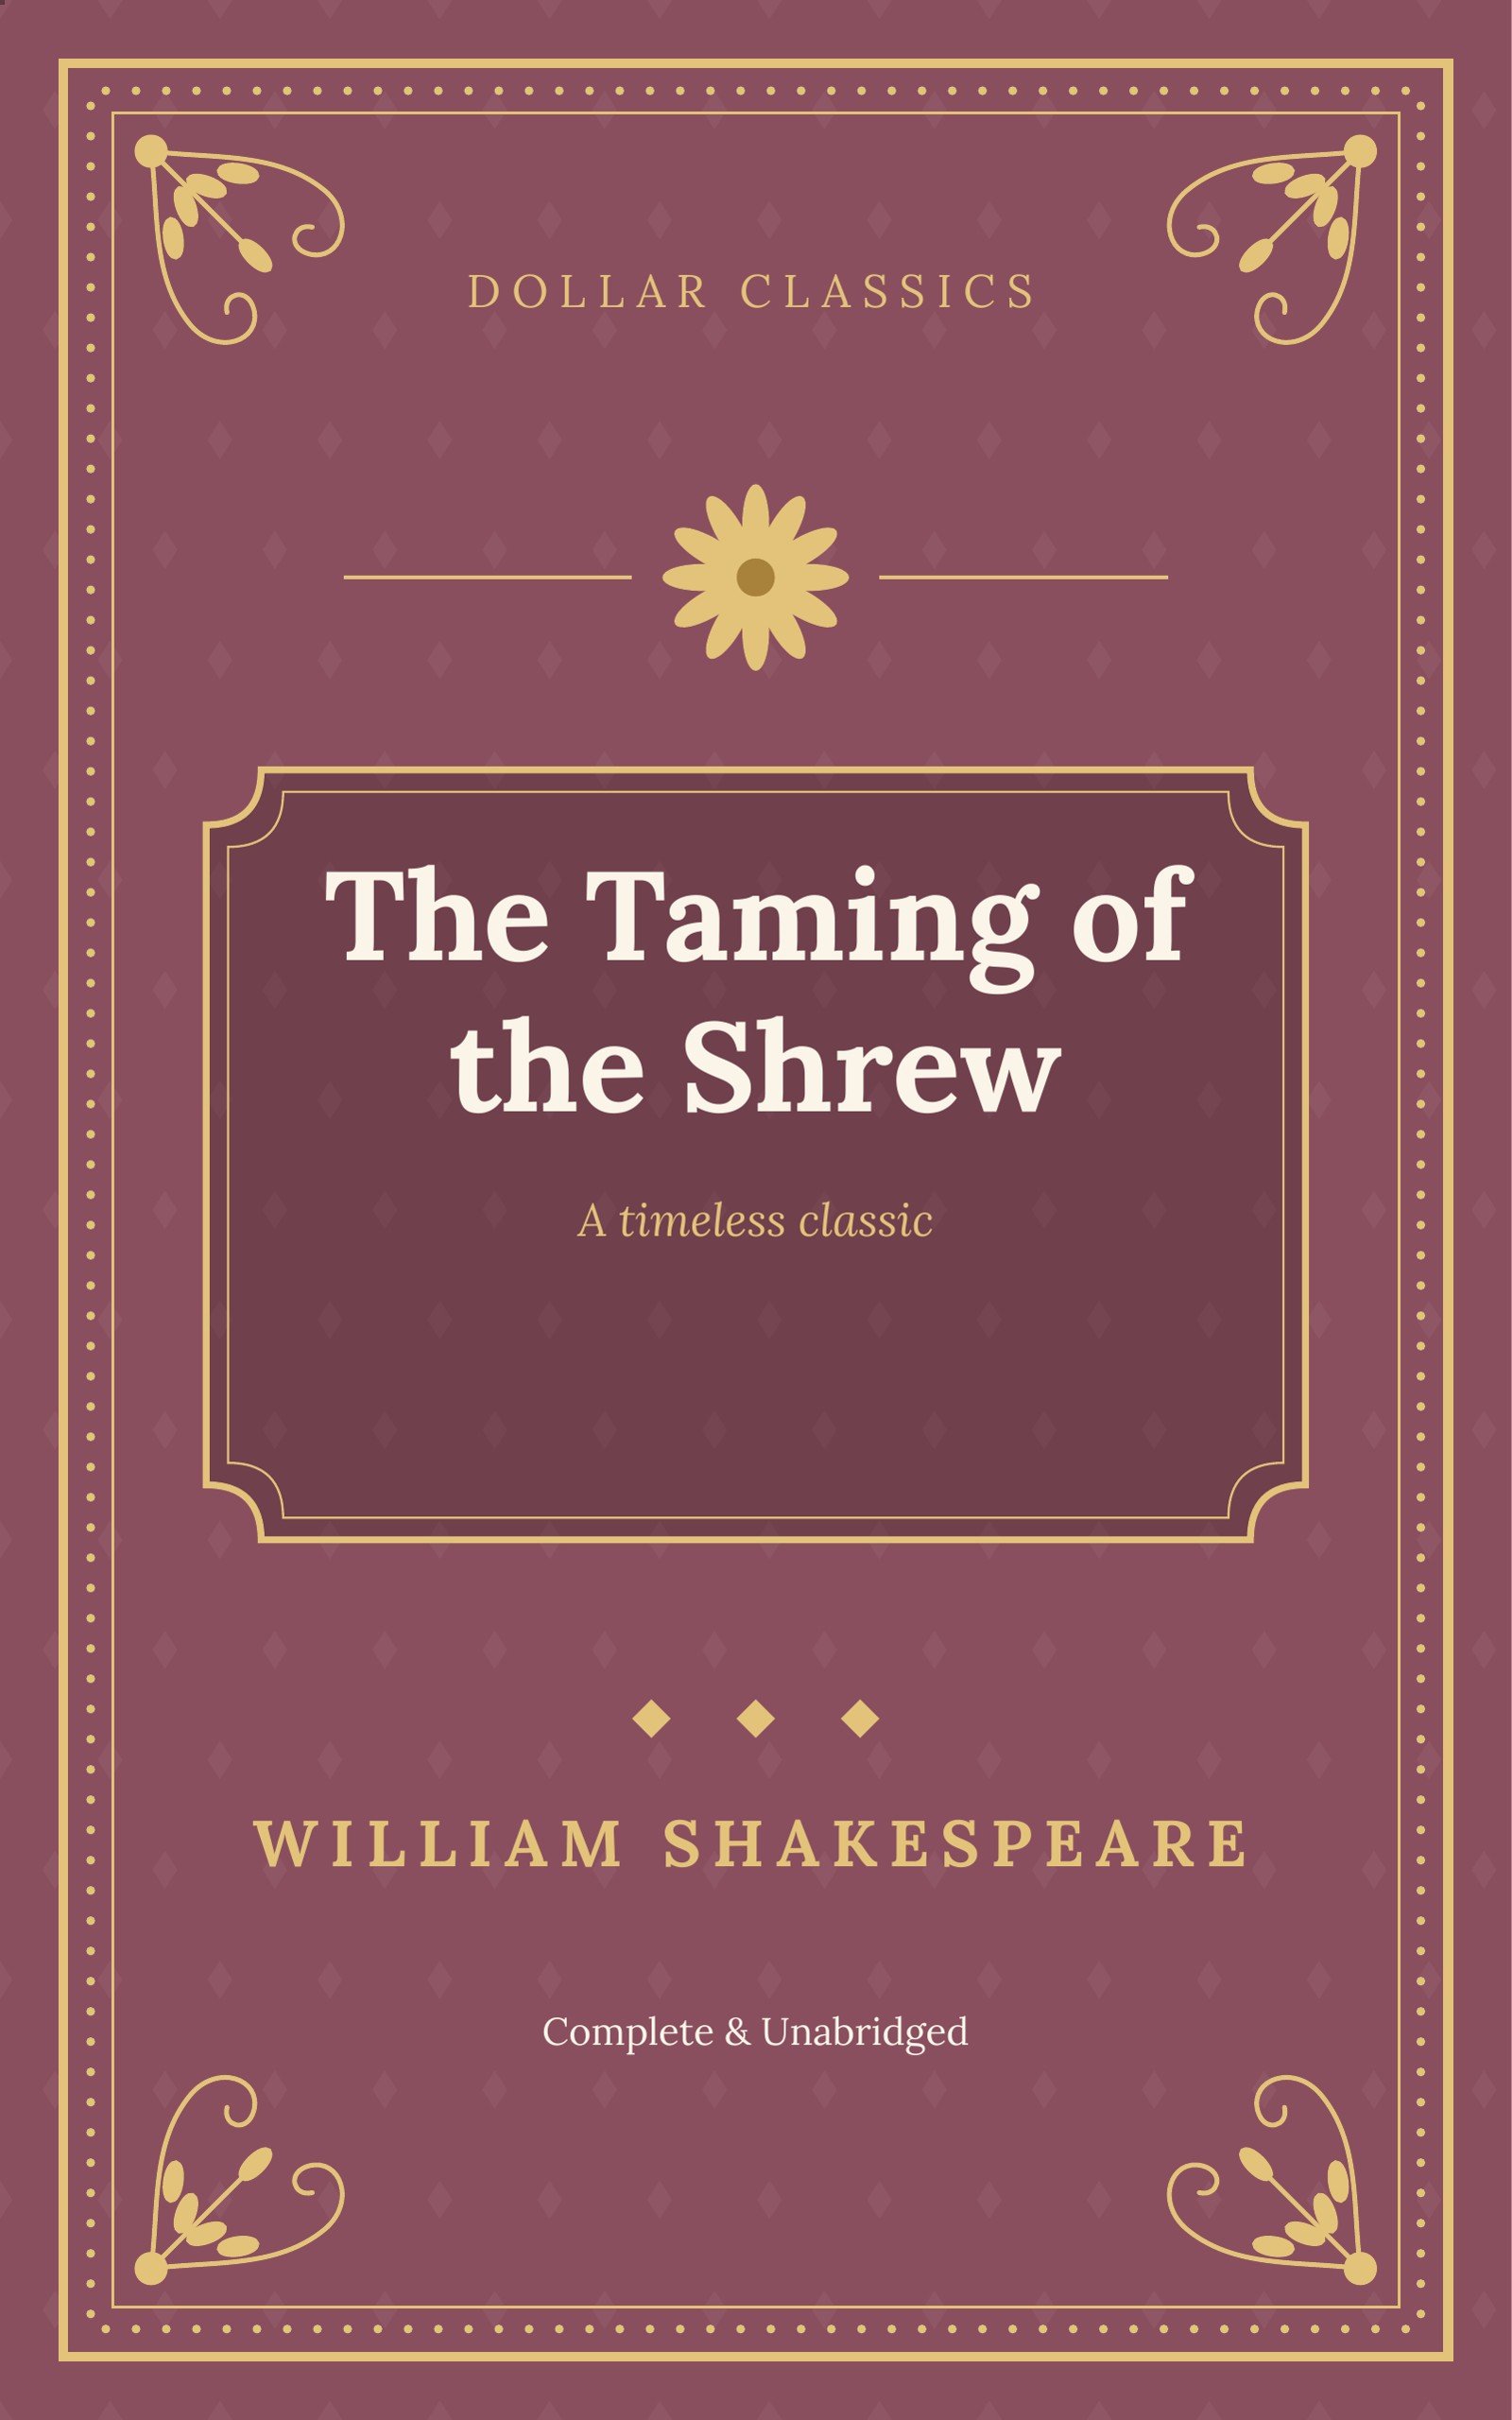 DOLLAR CLASSICS
The Taming of
the Shrew
A timeless classic
WILLIAM SHAKESPEARE
Complete & Unabridged